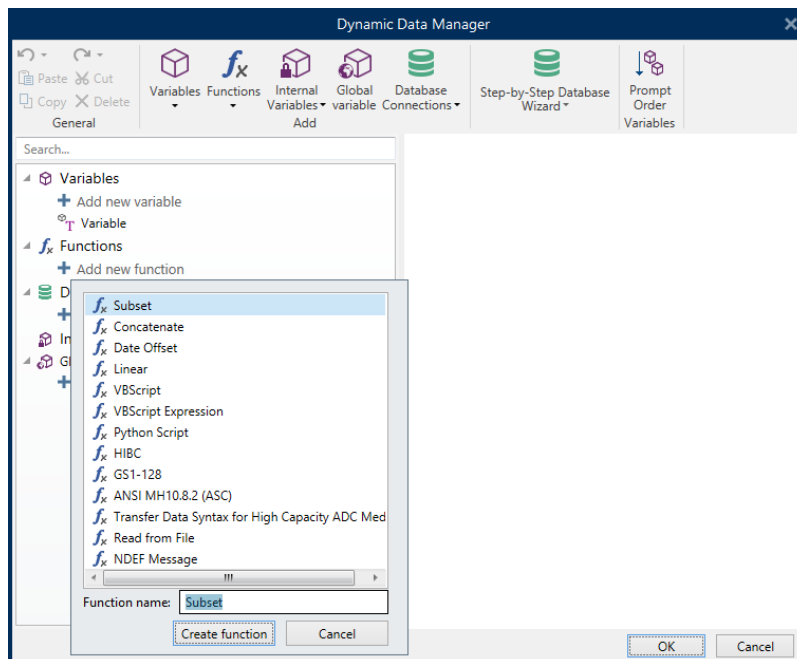 Dynamic Data Manager
Paste Cut
Copy Delete
General
Variables
Functions
Internal
Variables
Global
variable
Database
Connections
Add
Step-by-Step Database
Wizard
Prompt
Order
Variables
Search...
Variables
Add new variable
Variable
Functions
Add new function
D
In
Gl
Subset
Concatenate
Date Offset
Linear
VBScript
VBScript Expression
Python Script
HIBC
GS1-128
ANSI MH10.8.2 (ASC)
Transfer Data Syntax for High Capacity ADC Med
Read from File
NDEF Message
Function name: Subset
Create function Cancel
OK Cancel